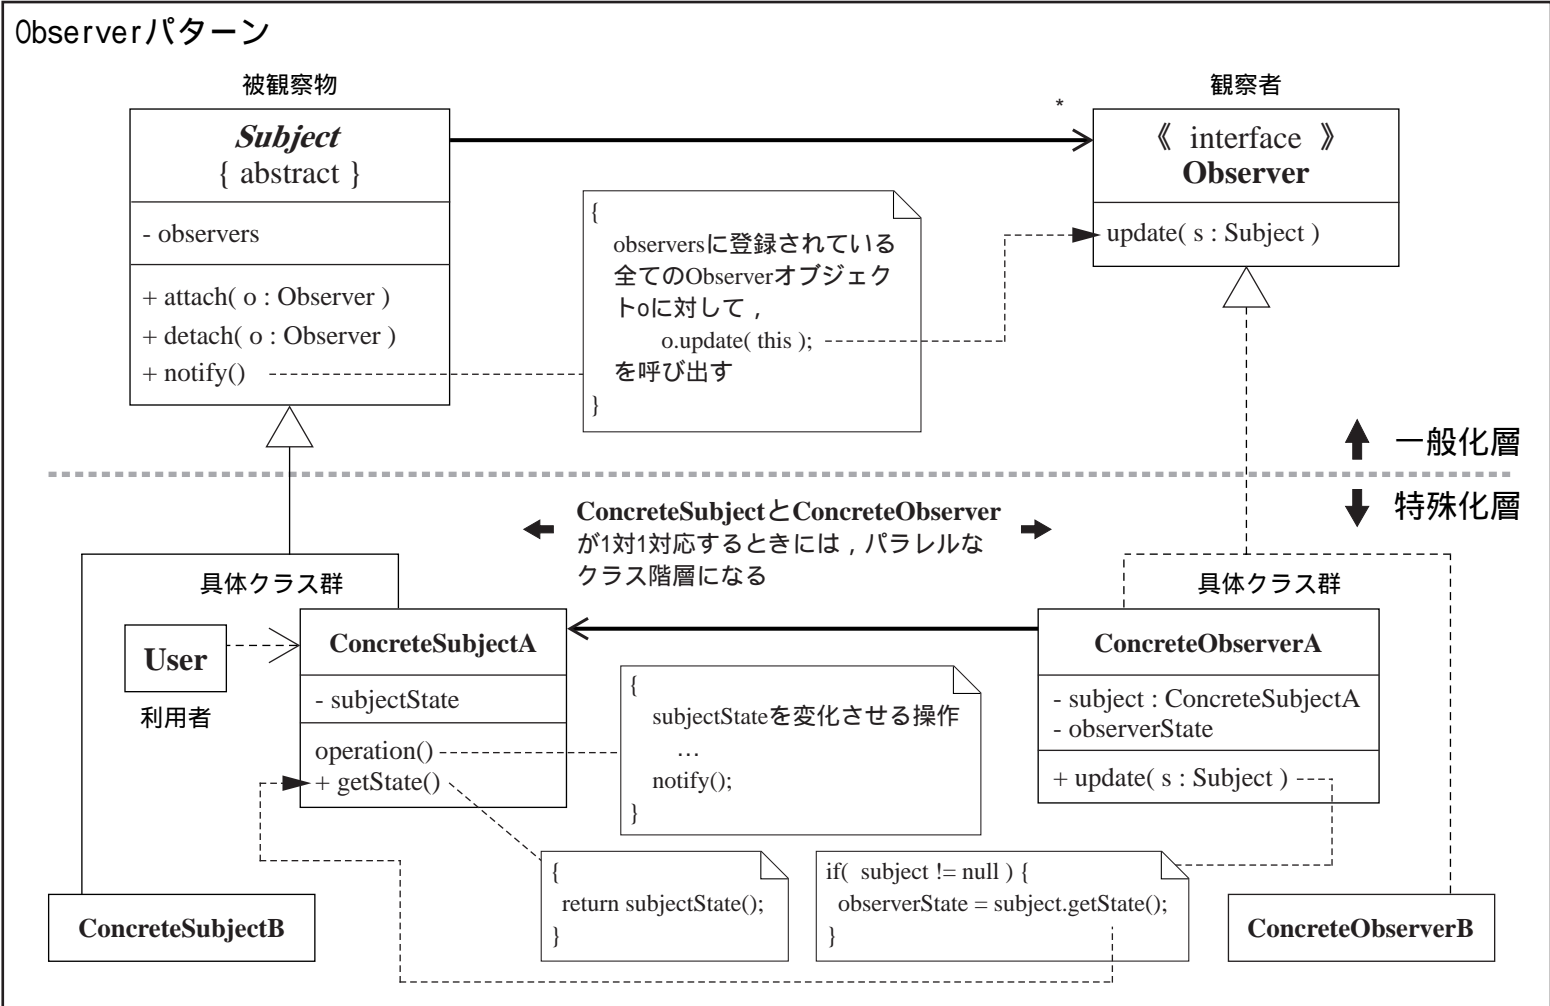 Observerパターン
被観察物
Subject
{ abstract }
- observers
+ attach( o : Observer )
+ detach( o : Observer )
+ notify()
*
観察者
《 interface 》
Observer
update( s : Subject )
{
observersに登録されている
全てのObserverオブジェク
トoに対して，
o.update( this );
を呼び出す
}
一般化層
特殊化層
ConcreteSubjectとConcreteObserver
が1対1対応するときには，パラレルな
クラス階層になる
具体クラス群
User
利用者
ConcreteSubjectA
- subjectState
operation()
+ getState()
{
subjectStateを変化させる操作
…
notify();
}
具体クラス群
ConcreteObserverA
- subject : ConcreteSubjectA
- observerState
+ update( s : Subject )
{
return subjectState();
}
if( subject != null ) {
observerState = subject.getState();
}
ConcreteSubjectB
ConcreteObserverB